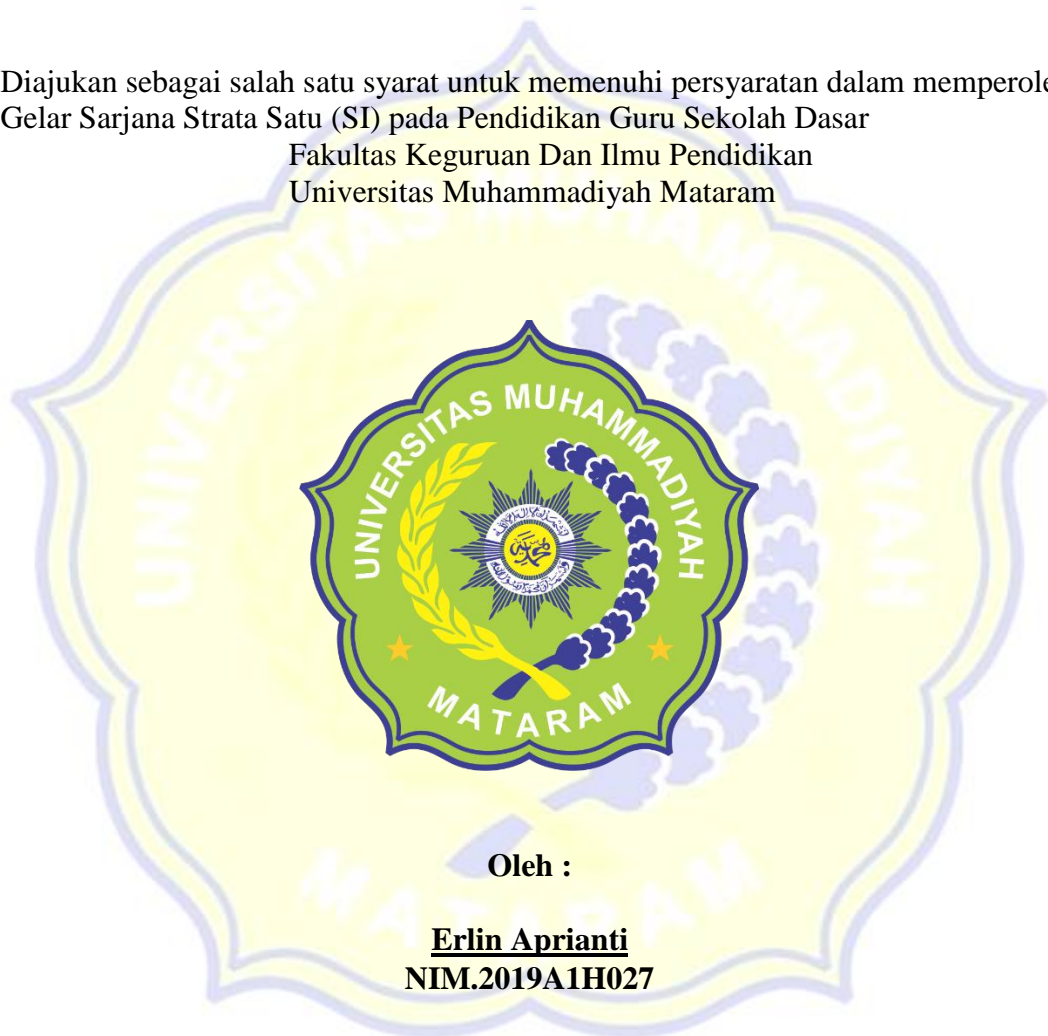 Diajukan sebagai salah satu syarat untuk memenuhi persyaratan dalam memperole
Gelar Sarjana Strata Satu (SI) pada Pendidikan Guru Sekolah Dasar
Fakultas Keguruan Dan Ilmu Pendidikan
Universitas Muhammadiyah Mataram
UNIVERSITAS MUHAMMADIYAH
MATARAM
Oleh :
Erlin Aprianti
NIM.2019A1H027